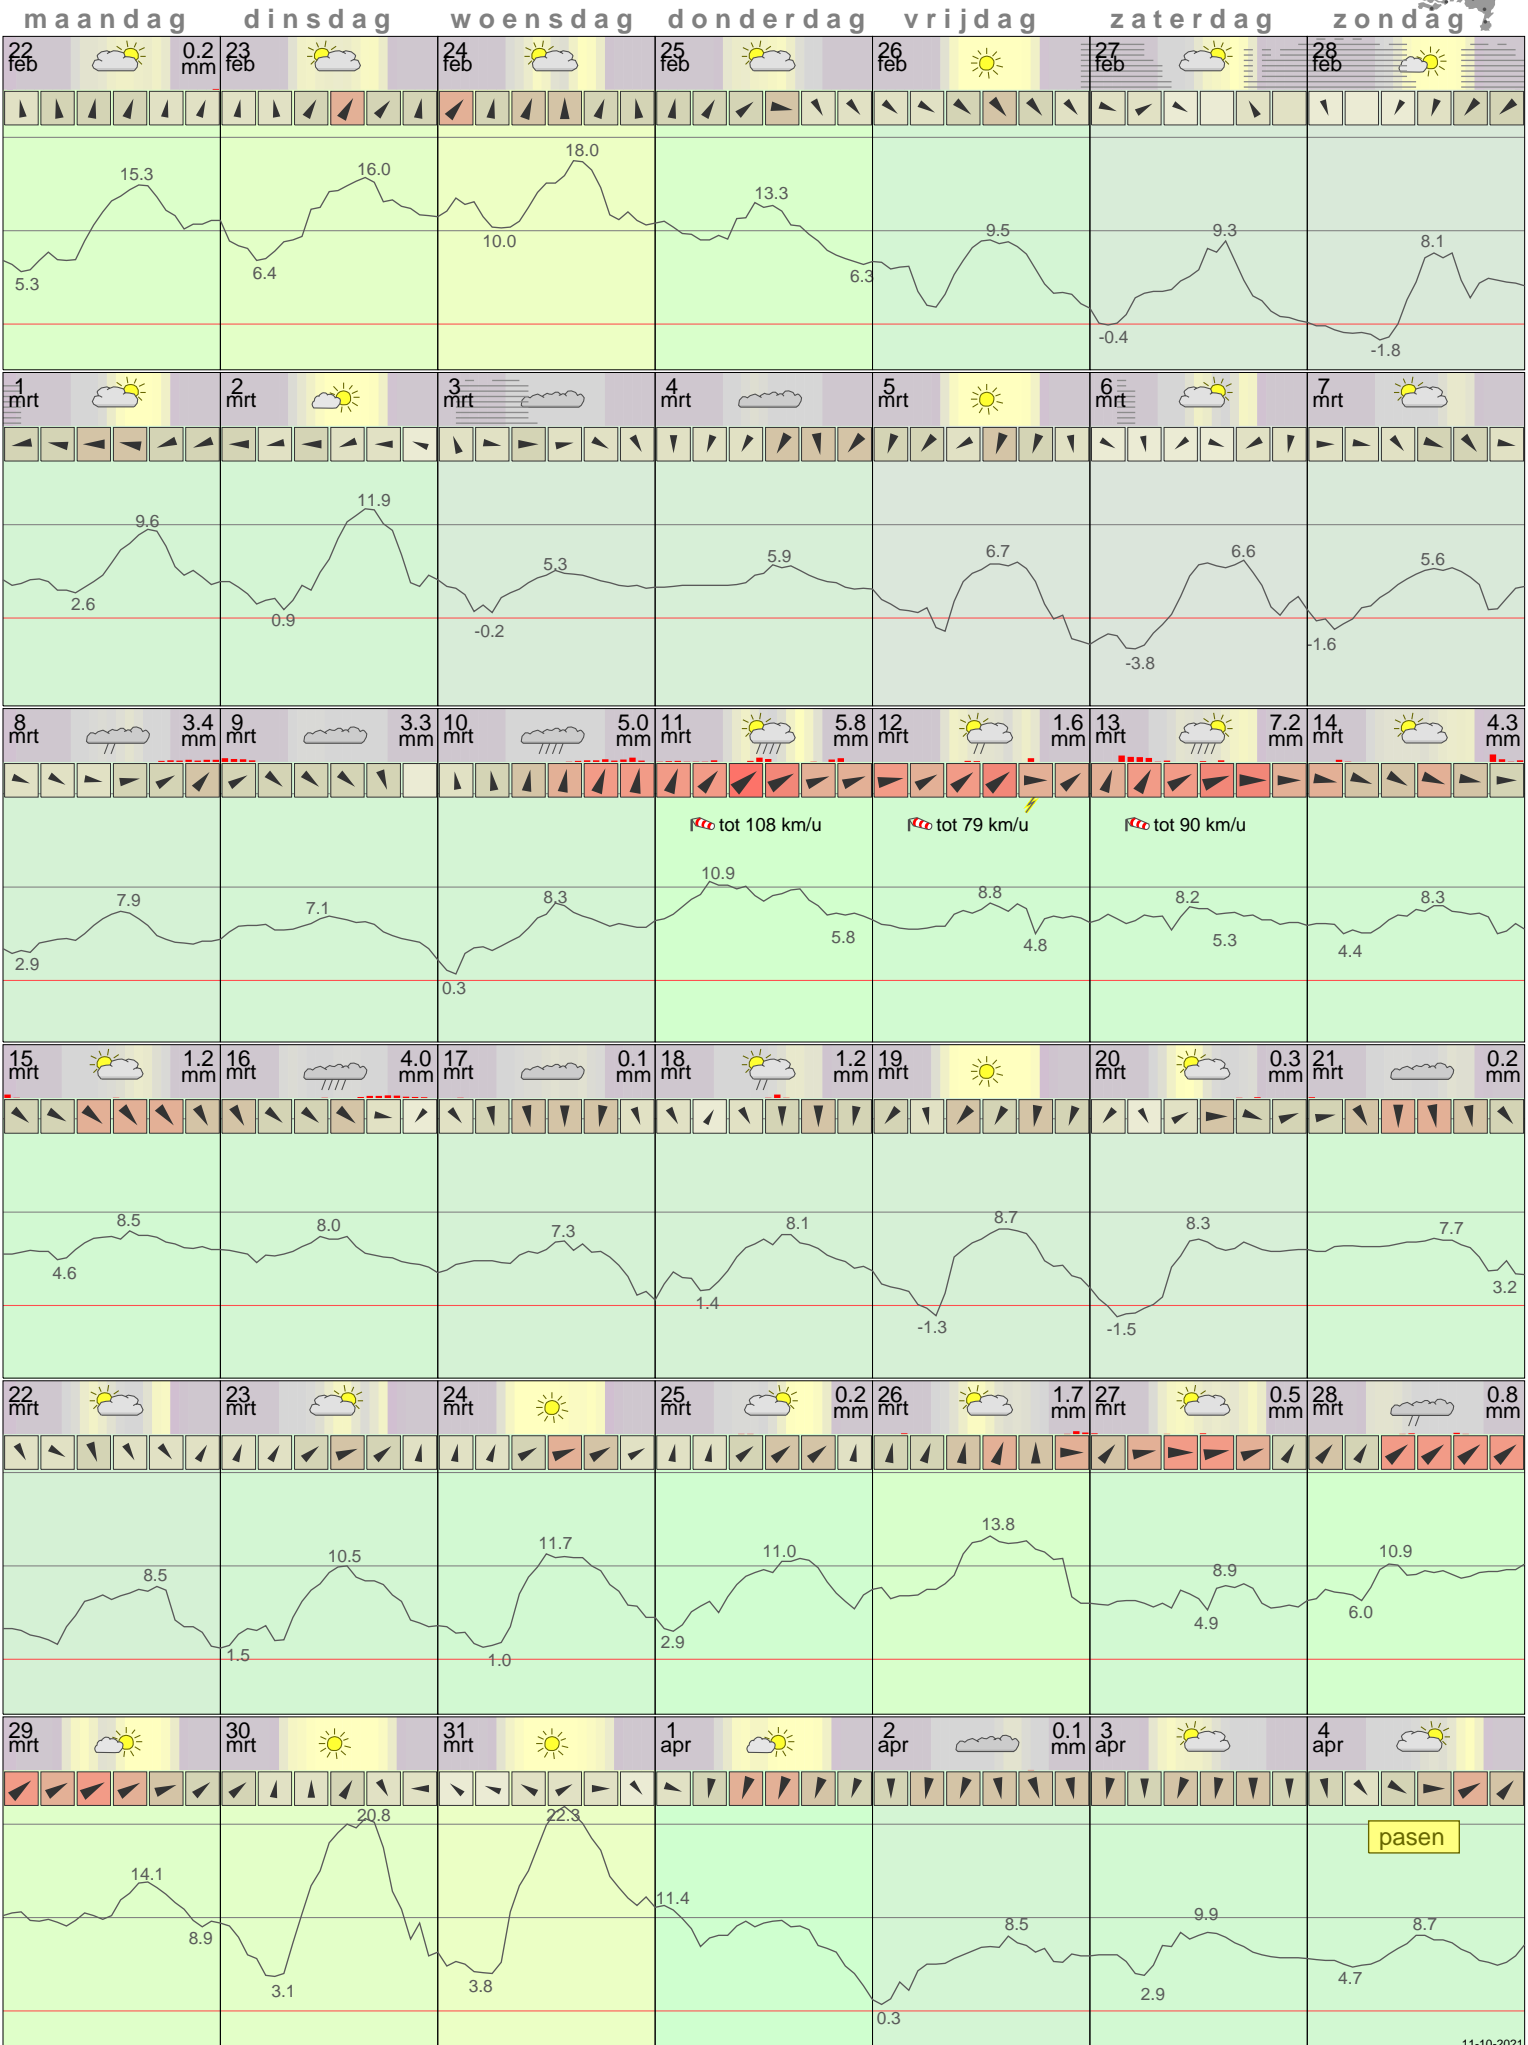 maandag dinsdag woensdag donderdag vrijdag zaterdag zondag
22 feb 0.2 mm 23 feb 24 feb 25 feb 26 feb 27 feb 28 feb
15.3 16.0 18.0 13.3 9.5 9.3 8.1
5.3 6.4 10.0 6.3 -0.4 -1.8
1 mrt 2 mrt 3 mrt 4 mrt 5 mrt 6 mrt 7 mrt
9.6 11.9 5.3 5.9 6.7 6.6 5.6
2.6 0.9 -0.2 -3.8 -1.6
8 mrt 3.4 mm 9 mrt 3.3 mm 10 mrt 5.0 mm 11 mrt 5.8 mm 12 mrt 1.6 mm 13 mrt 7.2 mm 14 mrt 4.3 mm
tot 108 km/u tot 79 km/u tot 90 km/u
7.9 7.1 8.3 10.9 8.8 8.2 8.3
2.9 0.3 5.8 4.8 5.3 4.4
15 mrt 1.2 mm 16 mrt 4.0 mm 17 mrt 0.1 mm 18 mrt 1.2 mm 19 mrt 20 mrt 0.3 mm 21 mrt 0.2 mm
8.5 8.0 7.3 8.1 8.7 8.3 7.7
4.6 1.4 -1.3 -1.5 3.2
22 mrt 23 mrt 24 mrt 25 mrt 0.2 mm 26 mrt 1.7 mm 27 mrt 0.5 mm 28 mrt 0.8 mm
8.5 10.5 11.7 11.0 13.8 8.9 10.9
1.5 1.0 2.9 4.9 6.0
29 mrt 30 mrt 31 mrt 1 apr 2 apr 0.1 mm 3 apr 4 apr
pasen
14.1 20.8 22.3 11.4 8.5 9.9 8.7
8.9 3.1 3.8 0.3 2.9 4.7
11-10-2021